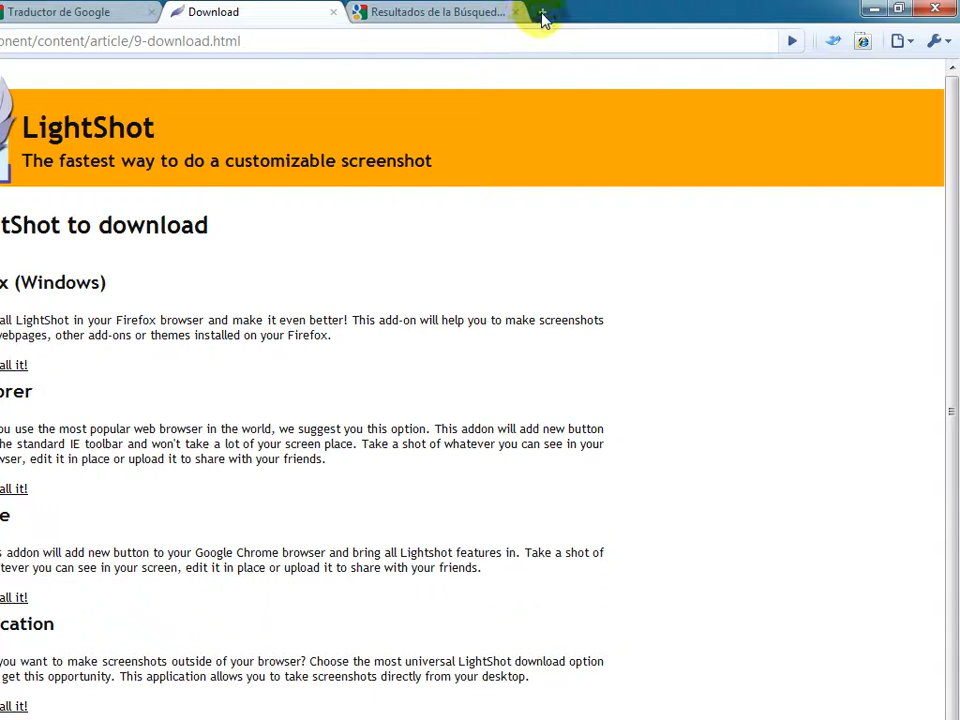 Traductor de Google
Download
Resultados de la Búsqued...
onent/content/article/9-download.html
LightShot
The fastest way to do a customizable screenshot
tShot to download
x (Windows)
all LightShot in your Firefox browser and make it even better! This add-on will help you to make screenshots
vebpages, other add-ons or themes installed on your Firefox.
all it!
orer
ou use the most popular web browser in the world, we suggest you this option. This addon will add new button
he standard IE toolbar and won't take a lot of your screen place. Take a shot of whatever you can see in your
wser, edit it in place or upload it to share with your friends.
all it!
e
s addon will add new button to your Google Chrome browser and bring all Lightshot features in. Take a shot of
tever you can see in your screen, edit it in place or upload it to share with your friends.
all it!
cation
you want to make screenshots outside of your browser? Choose the most universal LightShot download option
get this opportunity. This application allows you to take screenshots directly from your desktop.
all it!